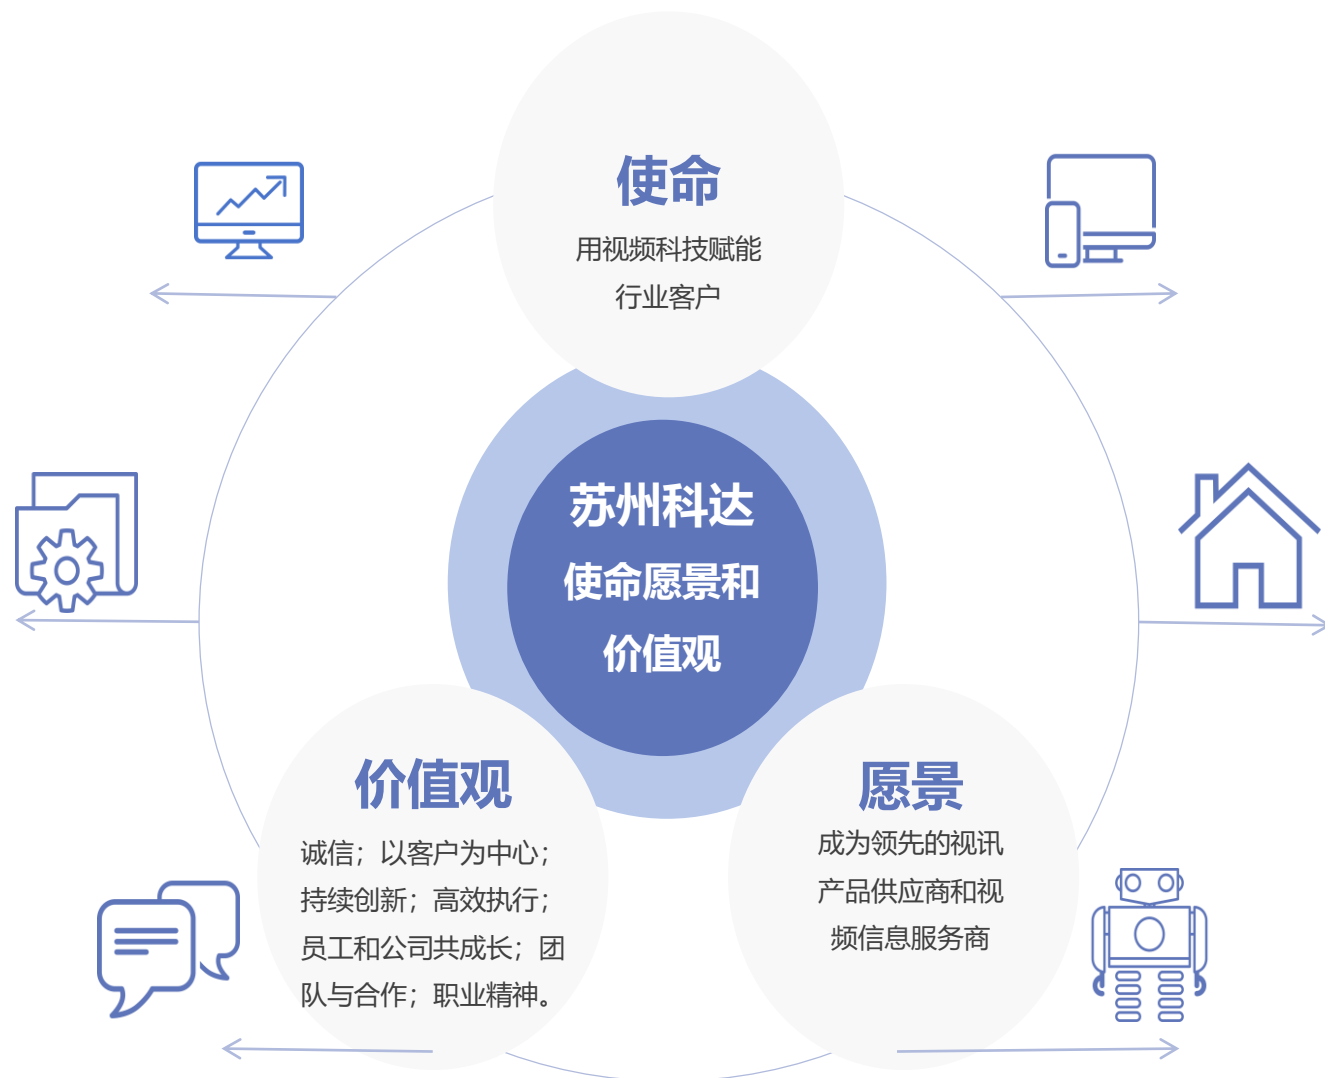 使命
用视频科技赋能
行业客户
苏州科达
使命愿景和
价值观
价值观
诚信；以客户为中心；
持续创新；高效执行；
员工和公司共成长；团
队与合作；职业精神。
愿景
成为领先的视讯
产品供应商和视
频信息服务商